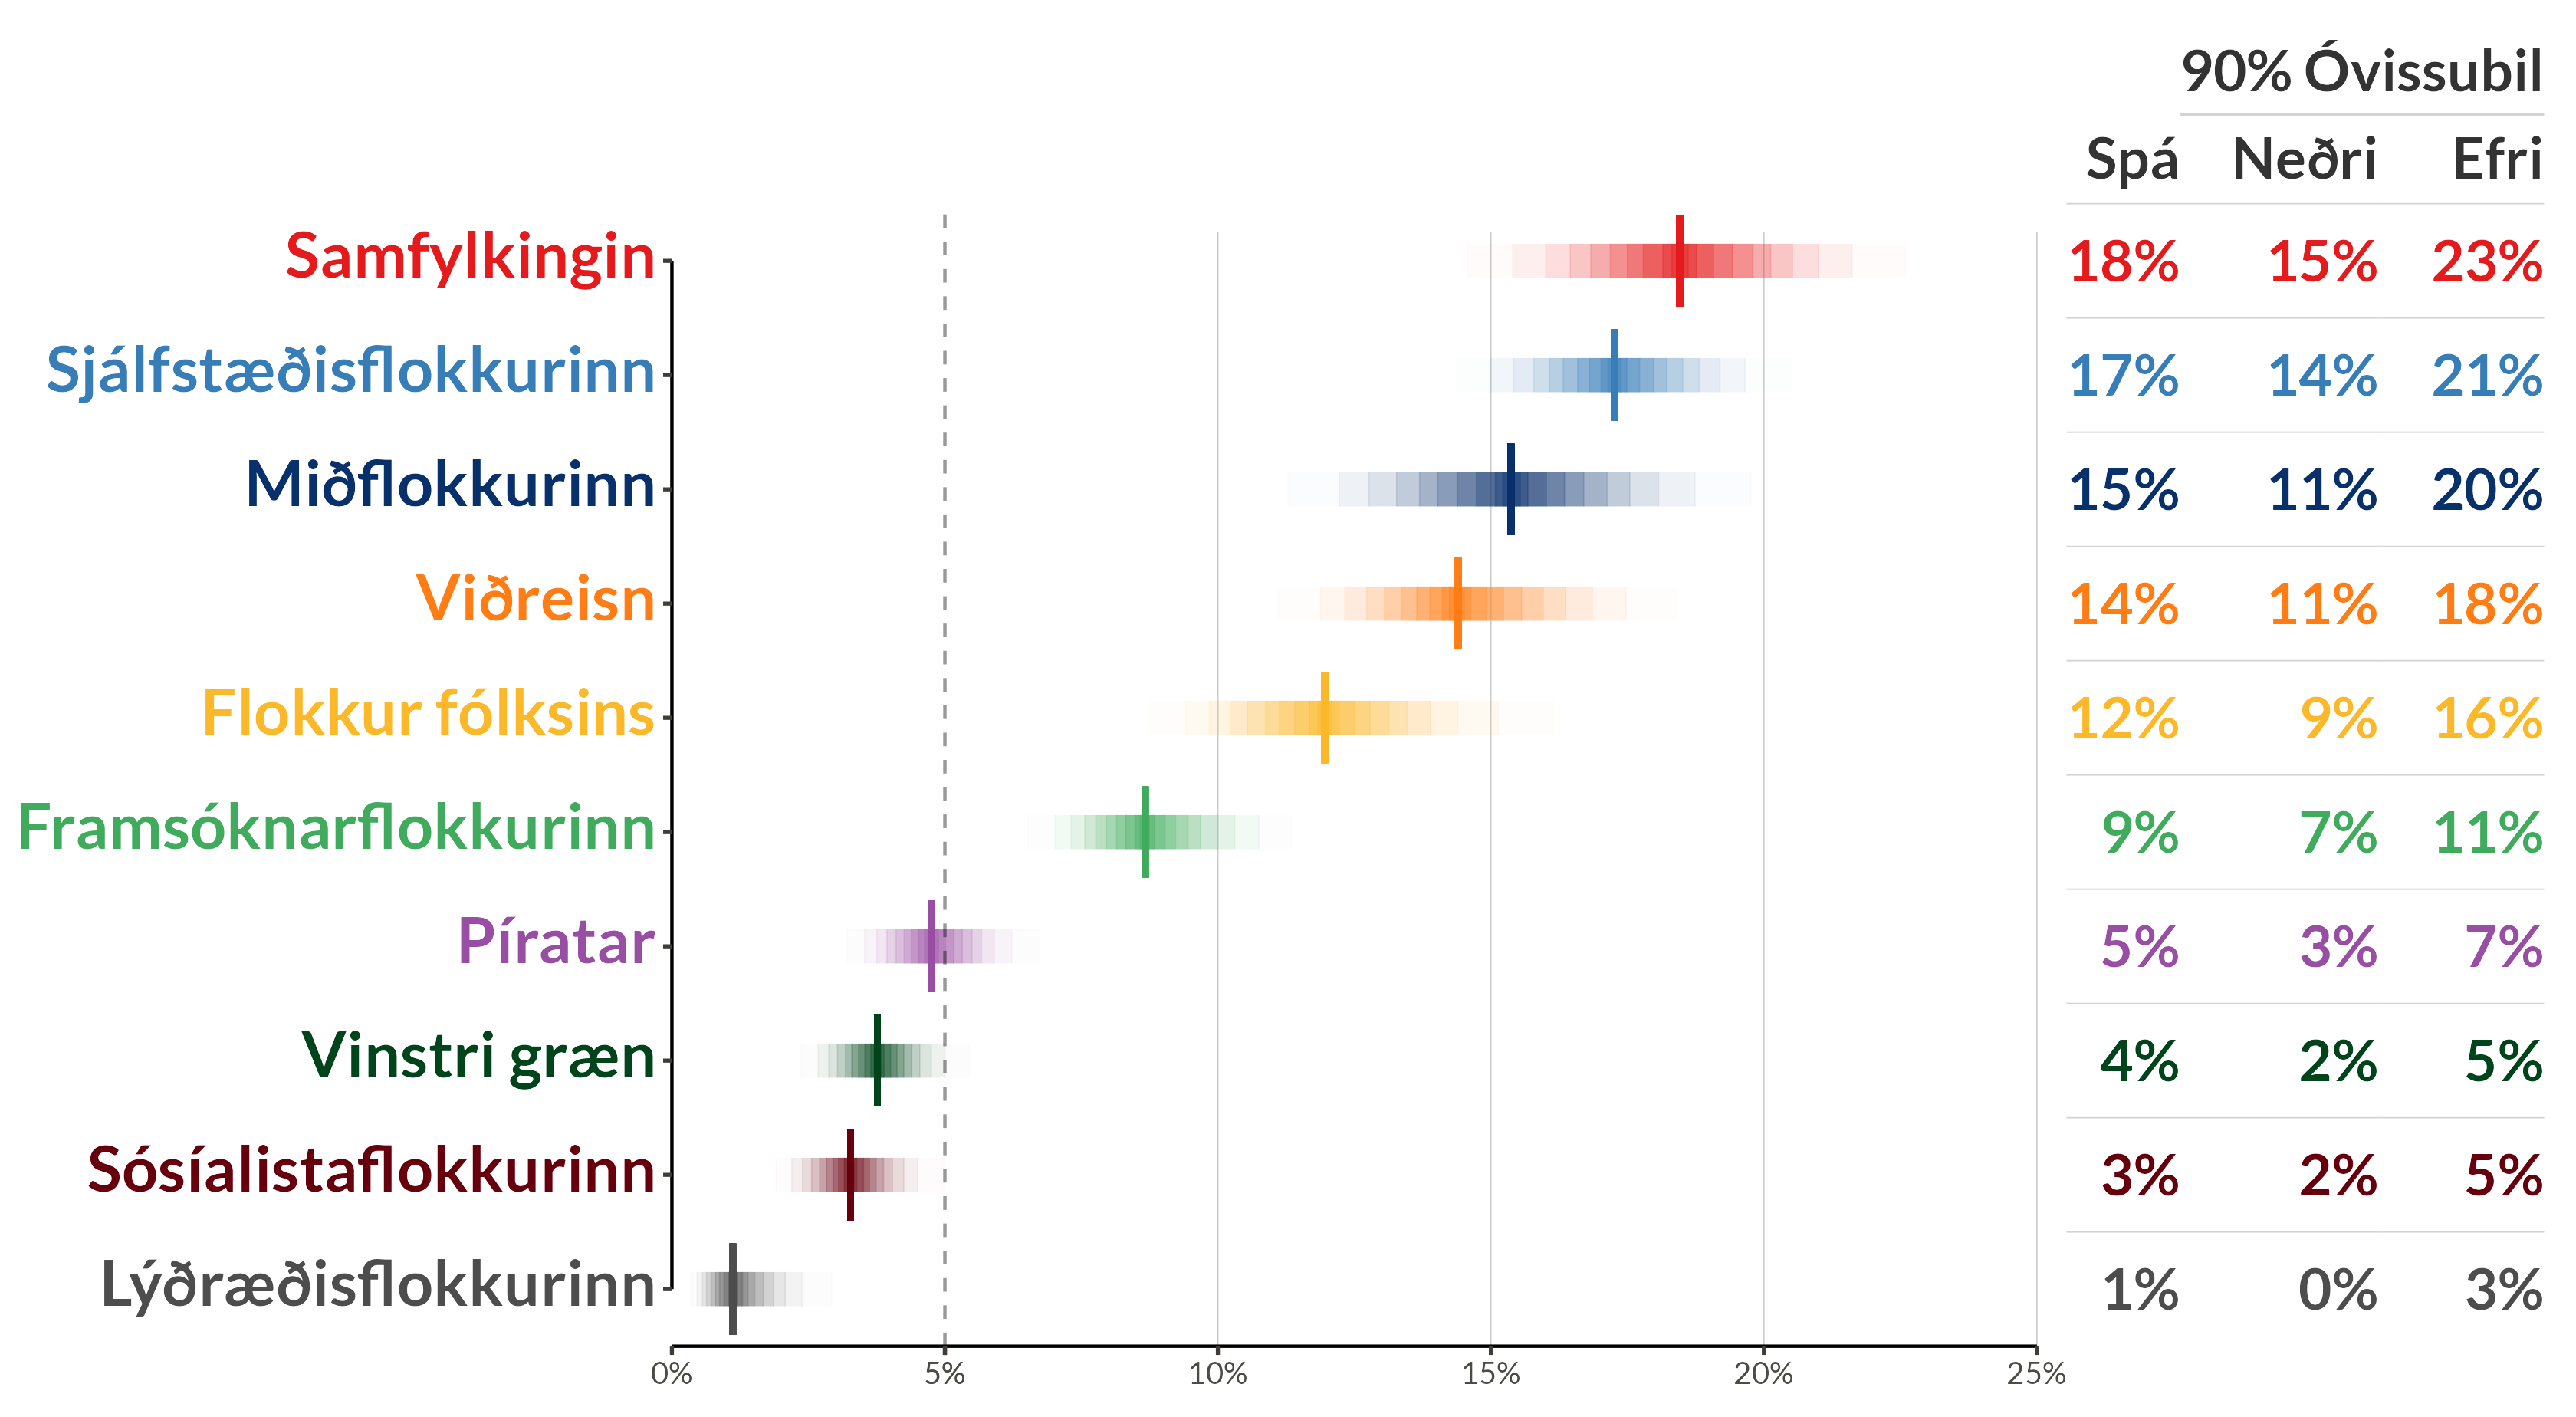 90% Óvissubil
Spá Neðri Efri
Samfylkingin 18% 15% 23%
Sjálfstæðisflokkurinn 17% 14% 21%
Miðflokkurinn 15% 11% 20%
Viðreisn 14% 11% 18%
Flokkur fólksins 12% 9% 16%
Framsóknarflokkurinn 9% 7% 11%
Píratar 5% 3% 7%
Vinstri græn 4% 2% 5%
Sósíalistaflokkurinn 3% 2% 5%
Lýðræðisflokkurinn 1% 0% 3%
0% 5% 10% 15% 20% 25%